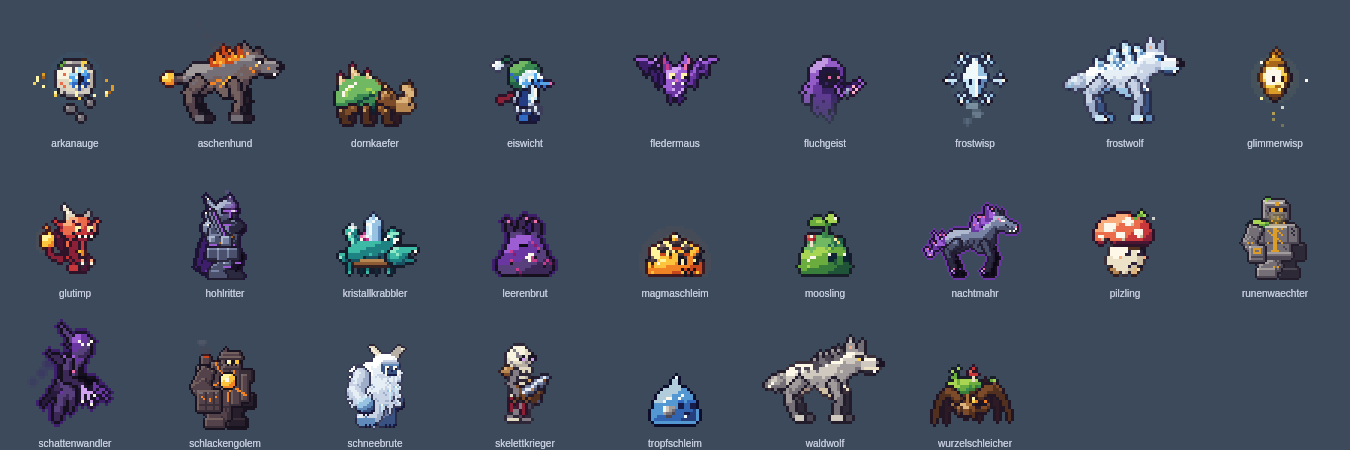 arkanauge aschenhund dornkaefer eiswicht fledermaus fluchgeist frostwisp frostwolf glimmerwisp
glutimp hohlritter kristallkrabbler leerenbrut magmaschleim moosling nachtmahr pilzling runenwaechter
schattenwandler schlackengolem schneebrute skelettkrieger tropfschleim waldwolf wurzelschleicher